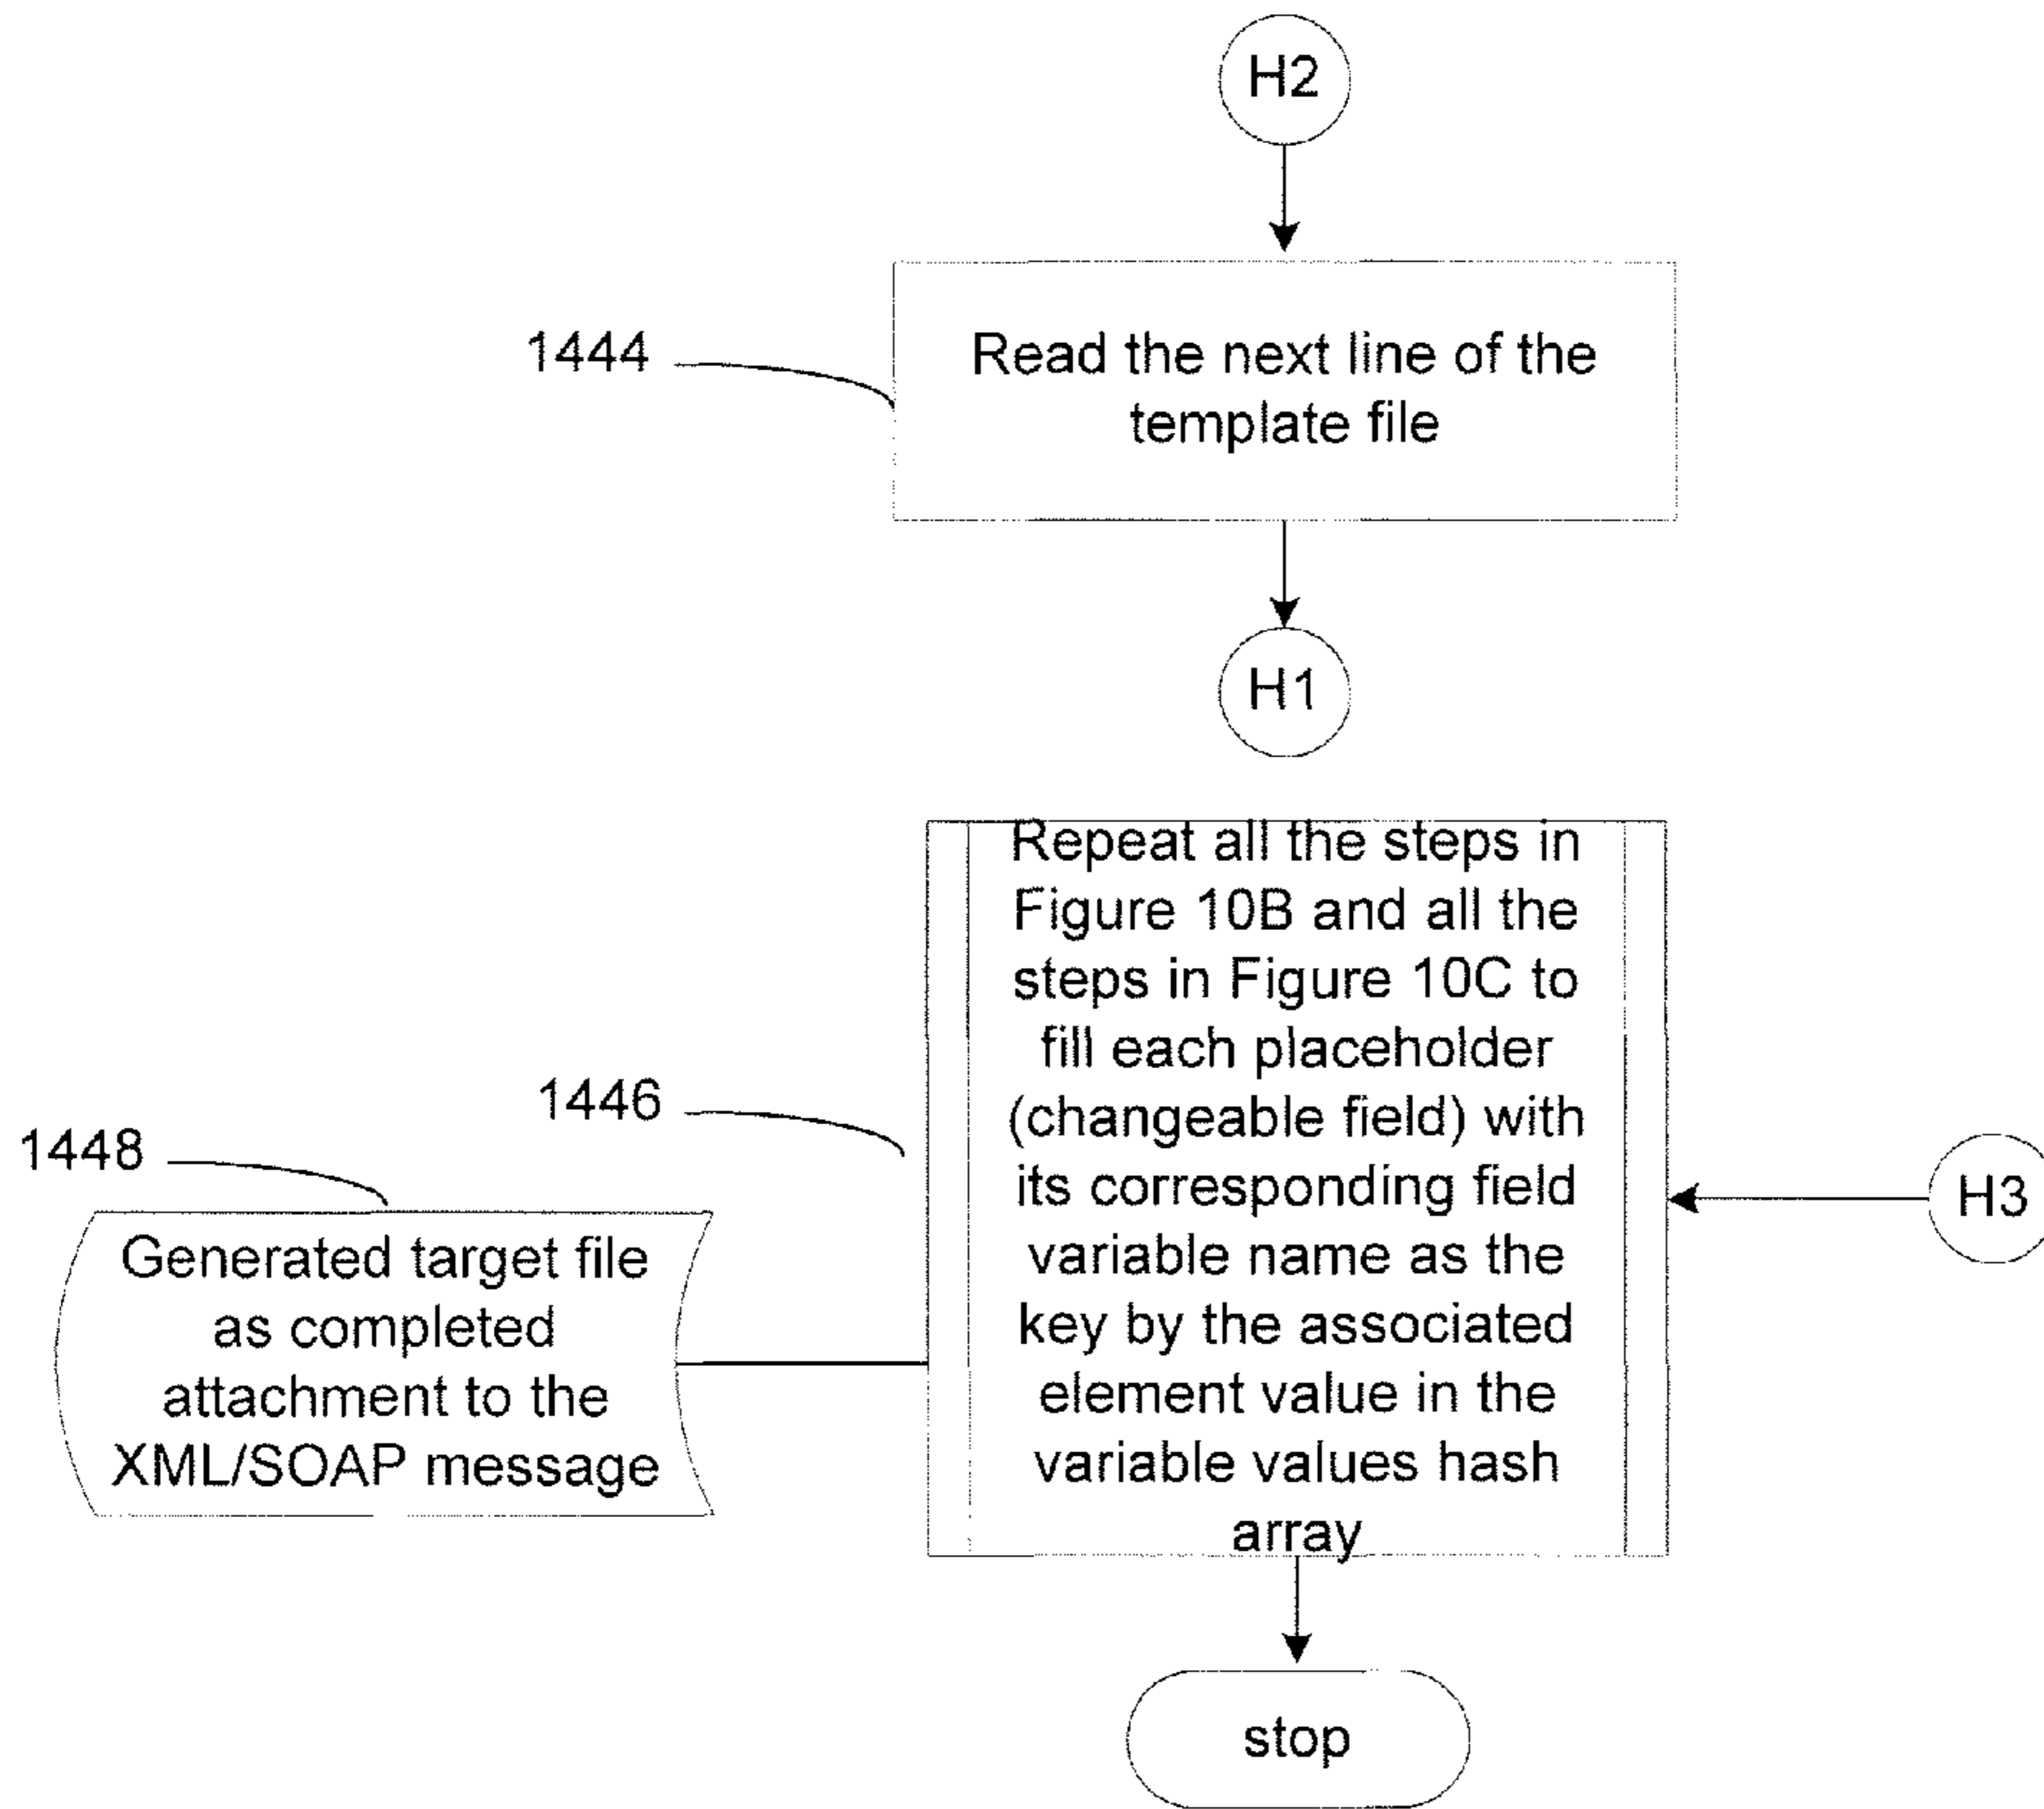 H2
1444
Read the next line of the
template file
H1
1446
Repeat all the steps in
Figure 10B and all the
steps in Figure 10C to
fill each placeholder
(changeable field) with
its corresponding field
variable name as the
key by the associated
element value in the
variable values hash
array
H3
1448
Generated target file
as completed
attachment to the
XML/SOAP message
stop